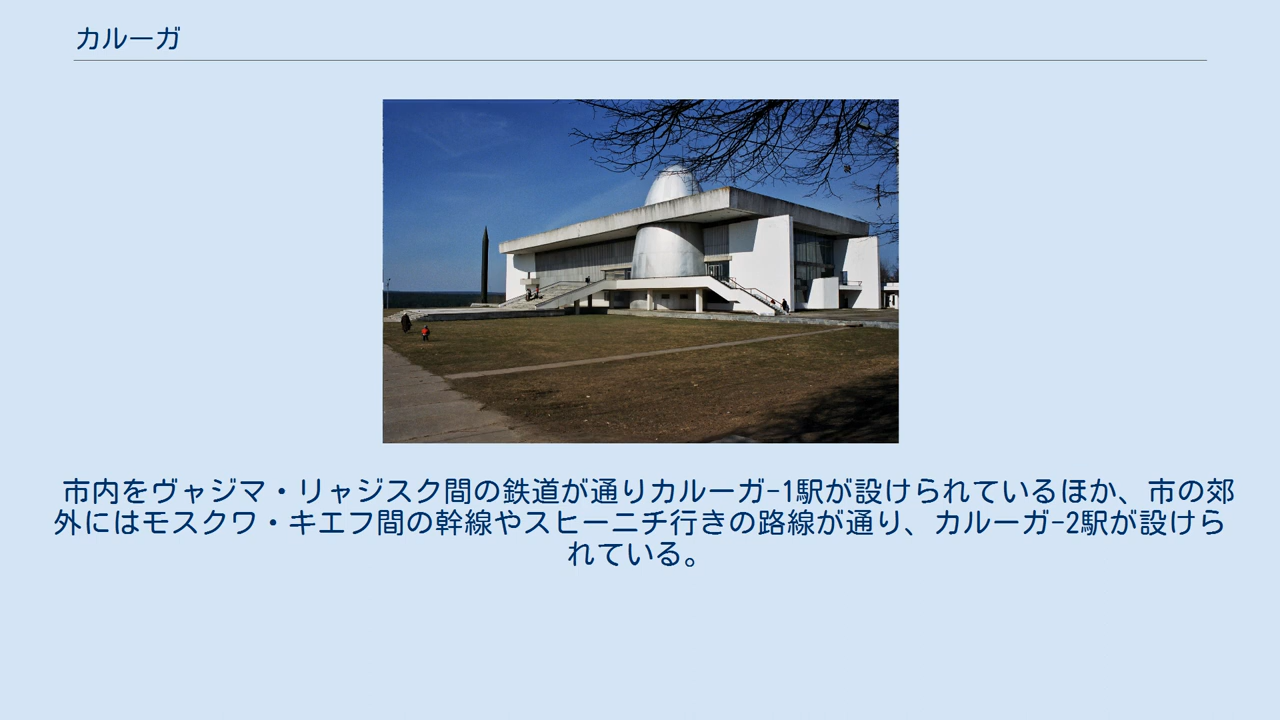 カルーガ
市内をヴャジマ・リャジスク間の鉄道が通りカルーガ-1駅が設けられているほか、市の郊
外にはモスクワ・キエフ間の幹線やスヒーニチ行きの路線が通り、カルーガ-2駅が設けら
れている。